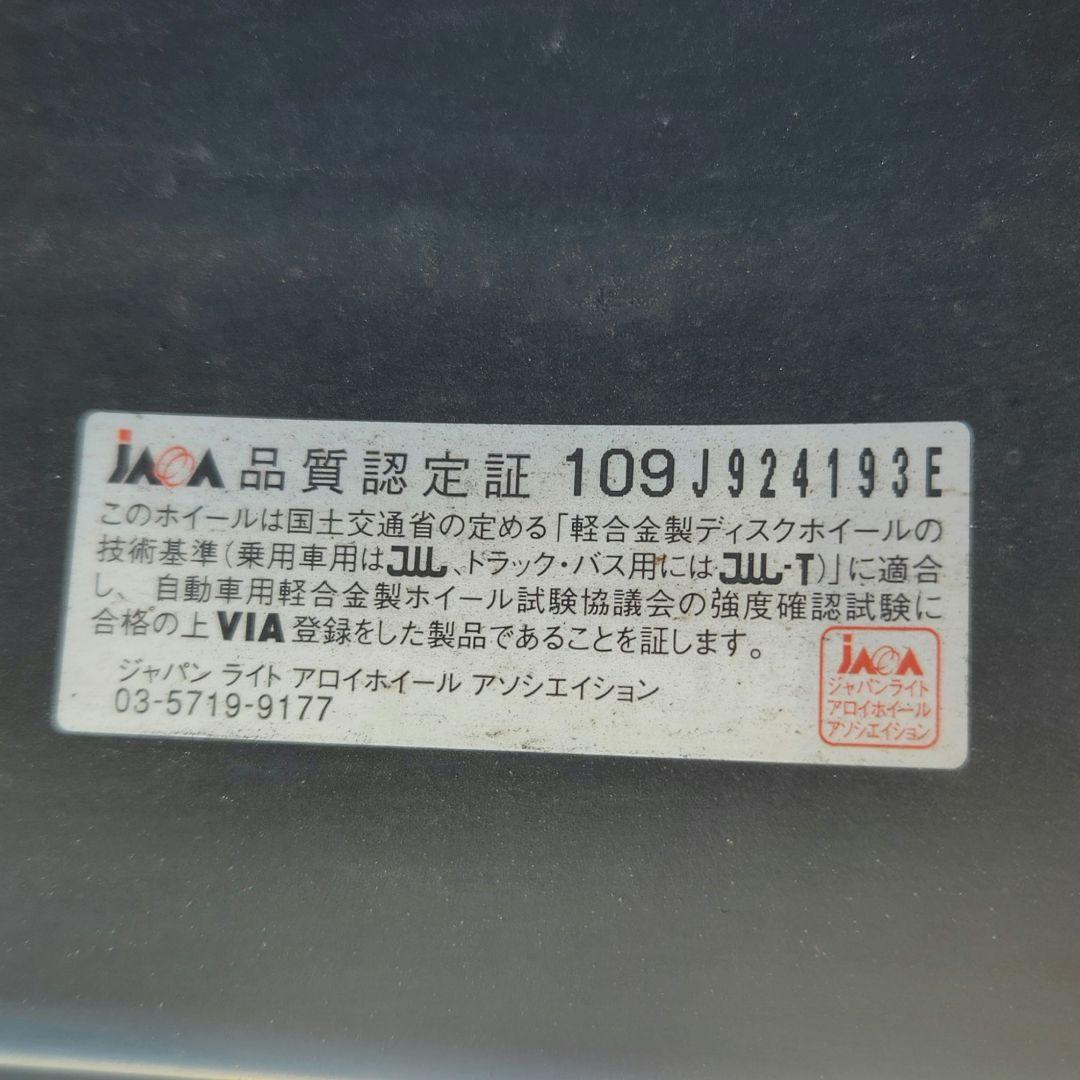 JAWA 品質認定証 109J924193E
このホイールは国土交通省の定める「軽合金製ディスクホイールの
技術基準(乗用車用はJWL、トラック・バス用にはJWL-T)」に適合
し、自動車用軽合金製ホイール試験協議会の強度確認試験に
合格の上VIA登録をした製品であることを証します。
ジャパン ライト アロイホイール アソシエイション
03-5719-9177
JAWA
ジャパンライト
アロイホイール
アソシエイション